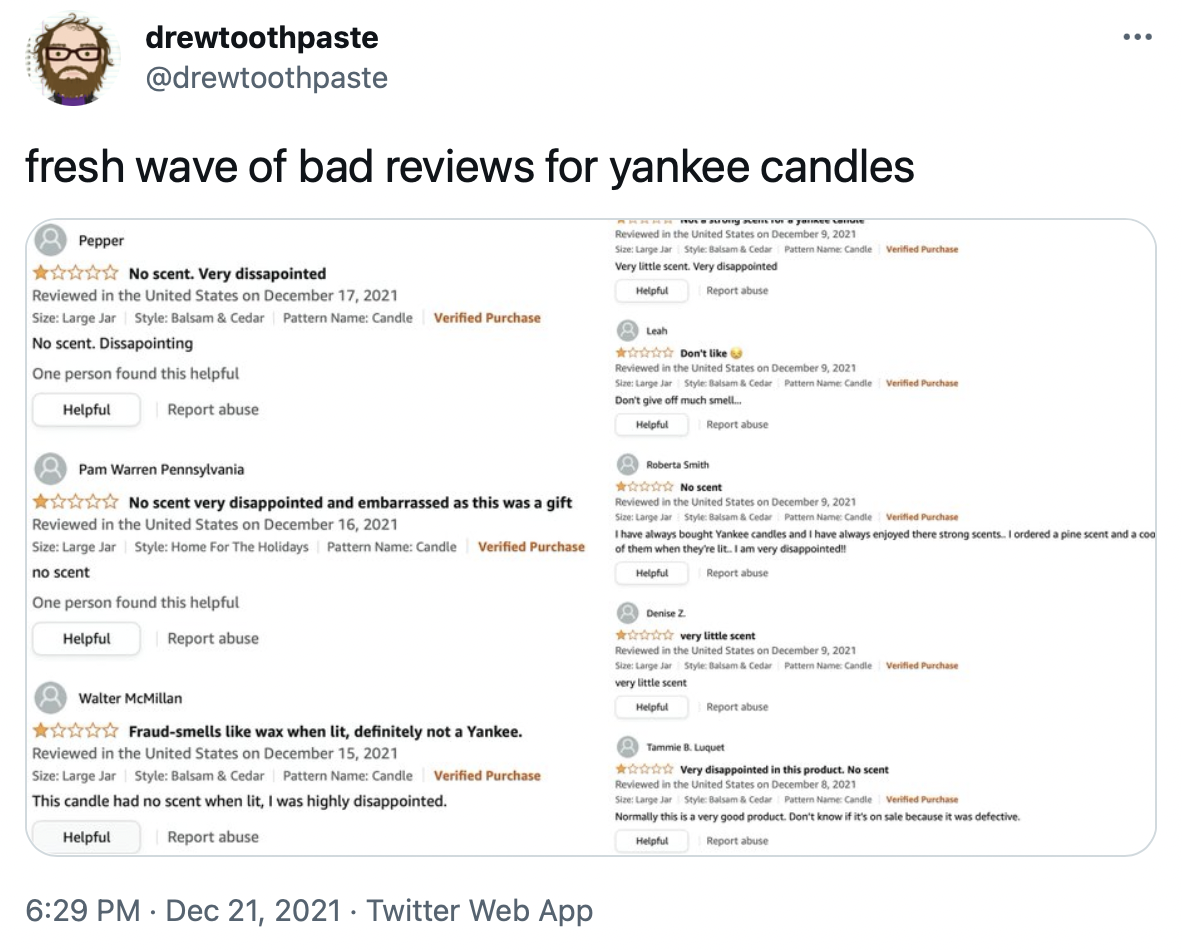 drewtoothpaste
@drewtoothpaste
fresh wave of bad reviews for yankee candles
Pepper
No scent. Very dissapointed
Reviewed in the United States on December 17, 2021
Size: Large Jar | Style: Balsam & Cedar | Pattern Name: Candle | Verified Purchase
No scent. Dissapointing
One person found this helpful
Helpful | Report abuse
Pam Warren Pennsylvania
No scent very disappointed and embarrassed as this was a gift
Reviewed in the United States on December 16, 2021
Size: Large Jar | Style: Home For The Holidays | Pattern Name: Candle | Verified Purchase
no scent
One person found this helpful
Helpful | Report abuse
Walter McMillan
Fraud-smells like wax when lit, definitely not a Yankee.
Reviewed in the United States on December 15, 2021
Size: Large Jar | Style: Balsam & Cedar | Pattern Name: Candle | Verified Purchase
This candle had no scent when lit, I was highly disappointed.
Helpful | Report abuse
Not a strong scent for a yankee candle
Reviewed in the United States on December 9, 2021
Size: Large Jar | Style: Balsam & Cedar | Pattern Name: Candle | Verified Purchase
Very little scent. Very disappointed
Helpful | Report abuse
Leah
Don't like 😒
Reviewed in the United States on December 9, 2021
Size: Large Jar | Style: Balsam & Cedar | Pattern Name: Candle | Verified Purchase
Don't give off much smell...
Helpful | Report abuse
Roberta Smith
No scent
Reviewed in the United States on December 9, 2021
Size: Large Jar | Style: Balsam & Cedar | Pattern Name: Candle | Verified Purchase
I have always bought Yankee candles and I have always enjoyed there strong scents.. I ordered a pine scent and a coo
of them when they're lit.. I am very disappointed!!
Helpful | Report abuse
Denise Z.
very little scent
Reviewed in the United States on December 9, 2021
Size: Large Jar | Style: Balsam & Cedar | Pattern Name: Candle | Verified Purchase
very little scent
Helpful | Report abuse
Tammie B. Luquet
Very disappointed in this product. No scent
Reviewed in the United States on December 8, 2021
Size: Large Jar | Style: Balsam & Cedar | Pattern Name: Candle | Verified Purchase
Normally this is a very good product. Don't know if it's on sale because it was defective.
Helpful | Report abuse
6:29 PM · Dec 21, 2021 · Twitter Web App